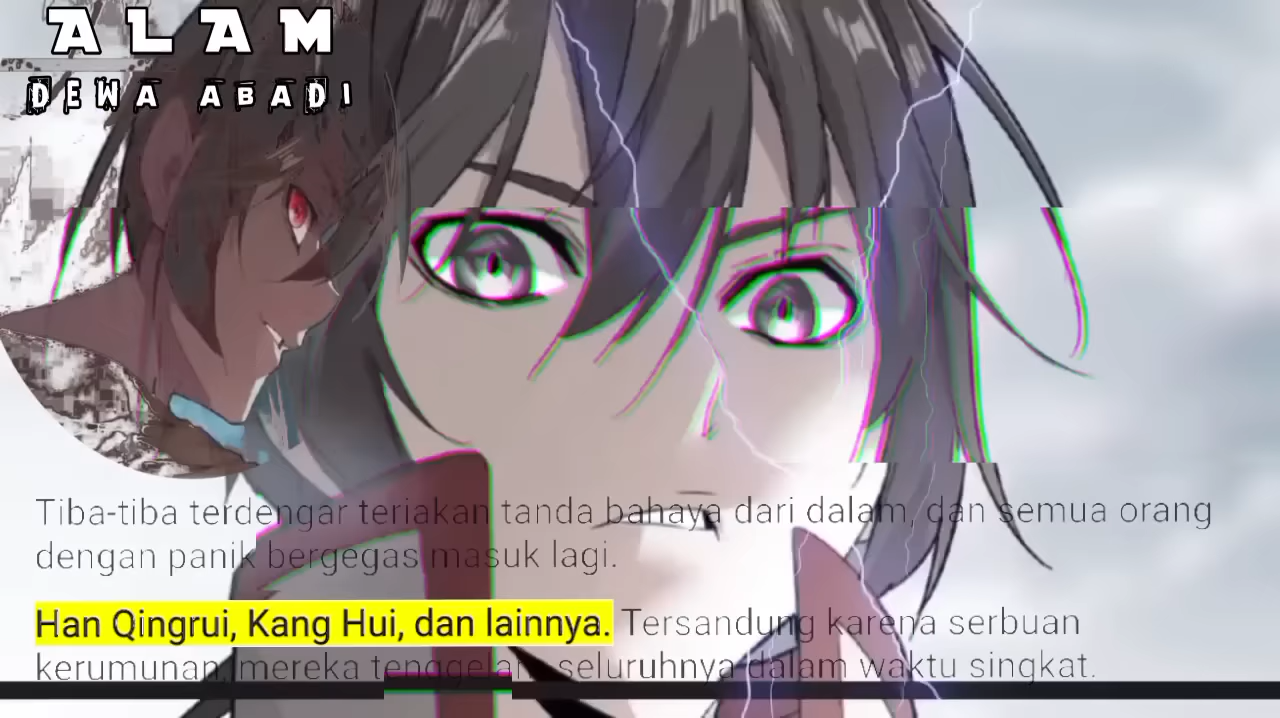 ALAM
DEWA ABADI
Tiba-tiba terdengar teriakan tanda bahaya dari dalam, dan semua orang
dengan panik bergegas masuk lagi.
Han Qingrui, Kang Hui, dan lainnya. Tersandung karena serbuan
kerumunan, mereka tenggelam seluruhnya dalam waktu singkat.